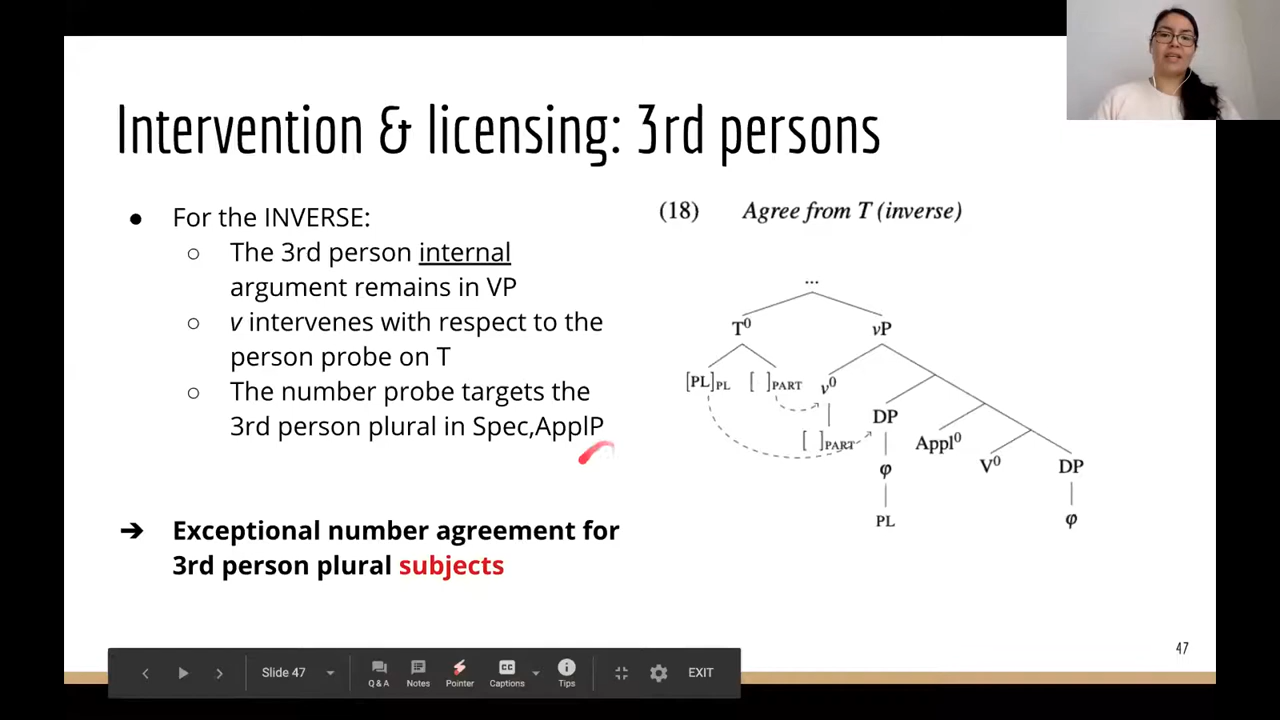 Intervention & licensing: 3rd persons
● For the INVERSE:
○ The 3rd person internal
argument remains in VP
○ v intervenes with respect to the
person probe on T
○ The number probe targets the
3rd person plural in Spec,ApplP
➔ Exceptional number agreement for
3rd person plural subjects
(18) Agree from T (inverse)
...
T⁰ vP
[PL]PL [ ]PART v⁰
DP
[ ]PART Appl⁰
φ V⁰ DP
PL φ
47
Slide 47 Q & A Notes Pointer CC Captions Tips EXIT